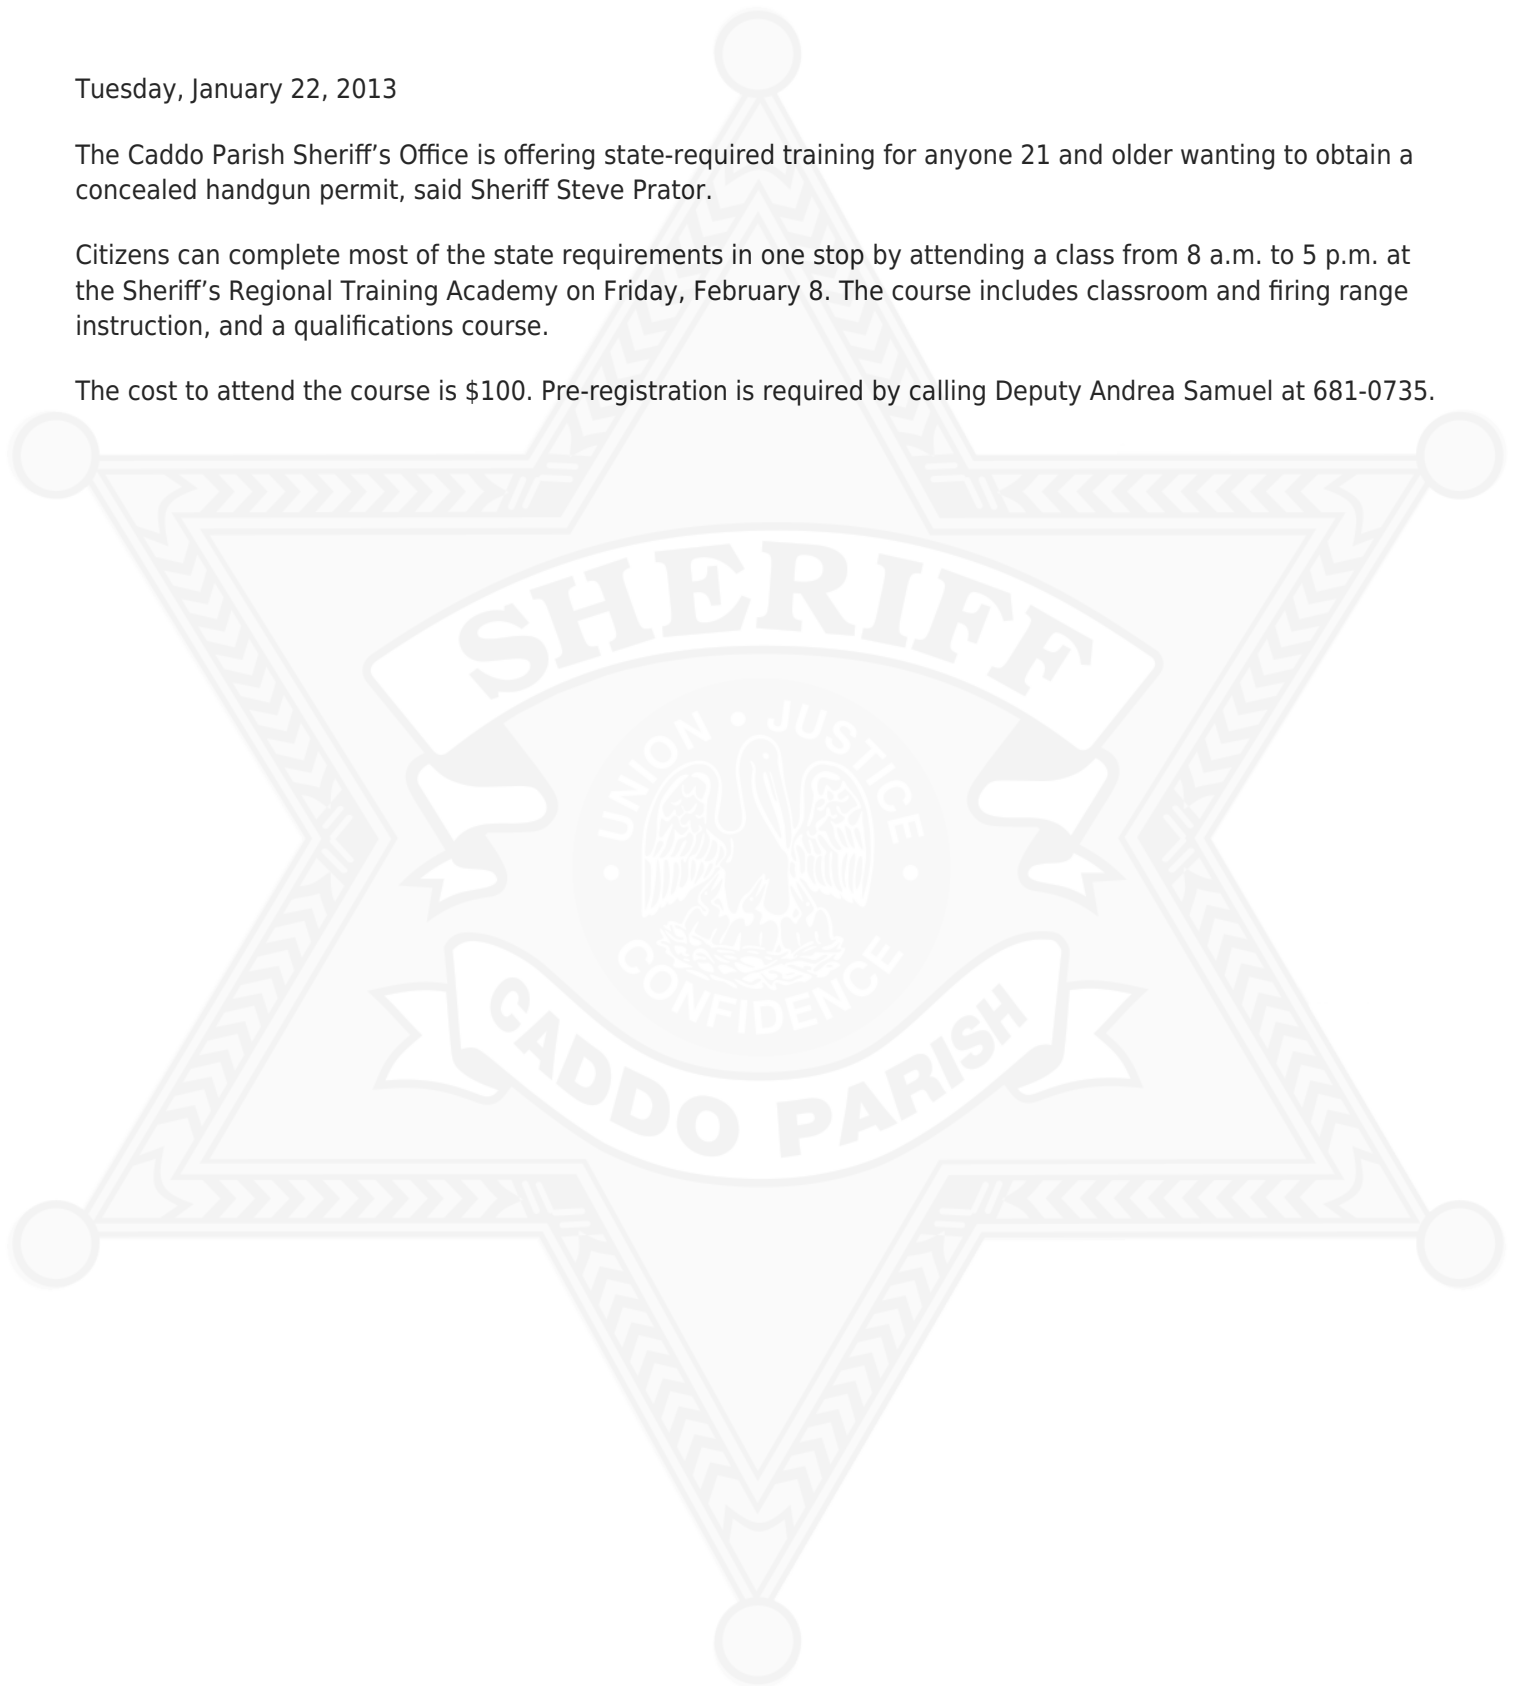 Tuesday, January 22, 2013
The Caddo Parish Sheriff’s Office is offering state-required training for anyone 21 and older wanting to obtain a
concealed handgun permit, said Sheriff Steve Prator.
Citizens can complete most of the state requirements in one stop by attending a class from 8 a.m. to 5 p.m. at
the Sheriff’s Regional Training Academy on Friday, February 8. The course includes classroom and firing range
instruction, and a qualifications course.
The cost to attend the course is $100. Pre-registration is required by calling Deputy Andrea Samuel at 681-0735.
SHERIFF
UNION • JUSTICE •
CONFIDENCE •
CADDO PARISH